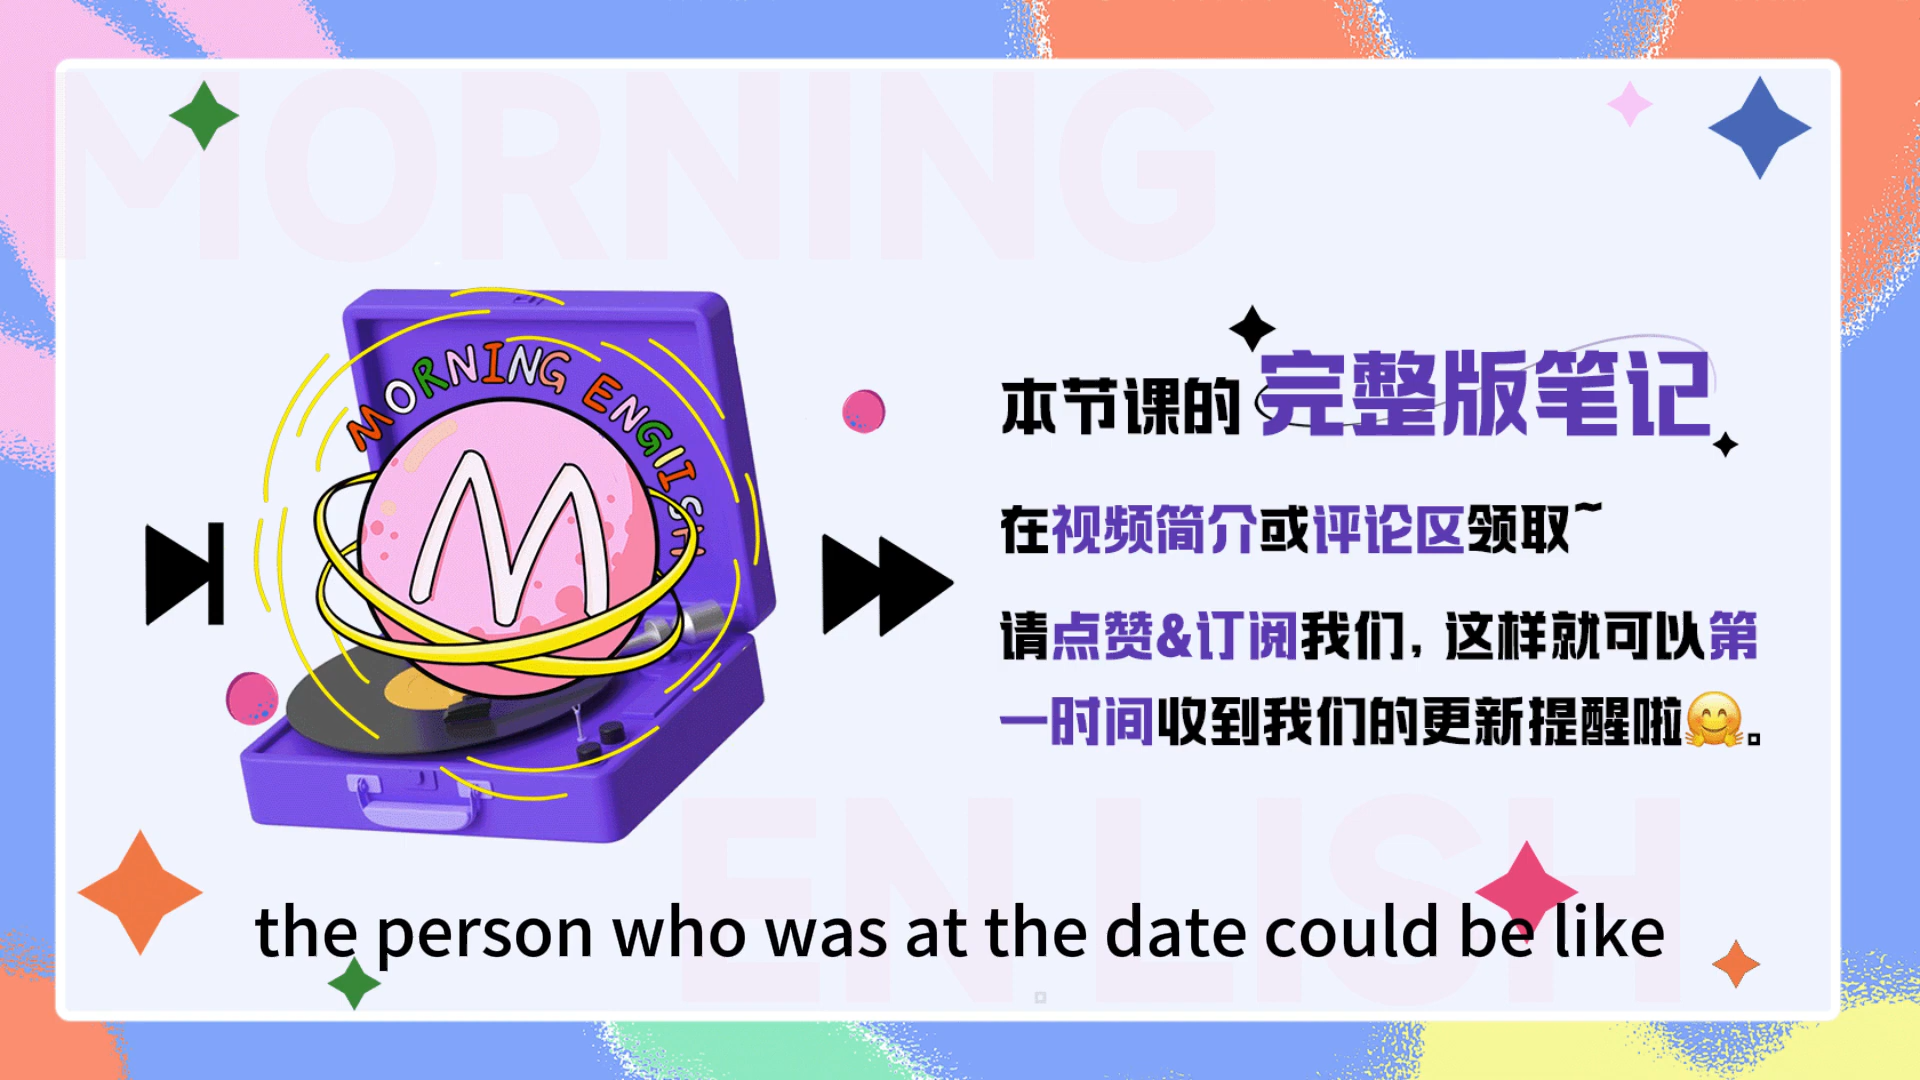 MORNING
MORNING ENGlISH
M
本节课的 完整版笔记
在视频简介或评论区领取~
请点赞&订阅我们，这样就可以第
一时间收到我们的更新提醒啦🤗。
EN LISH
the person who was at the date could be like